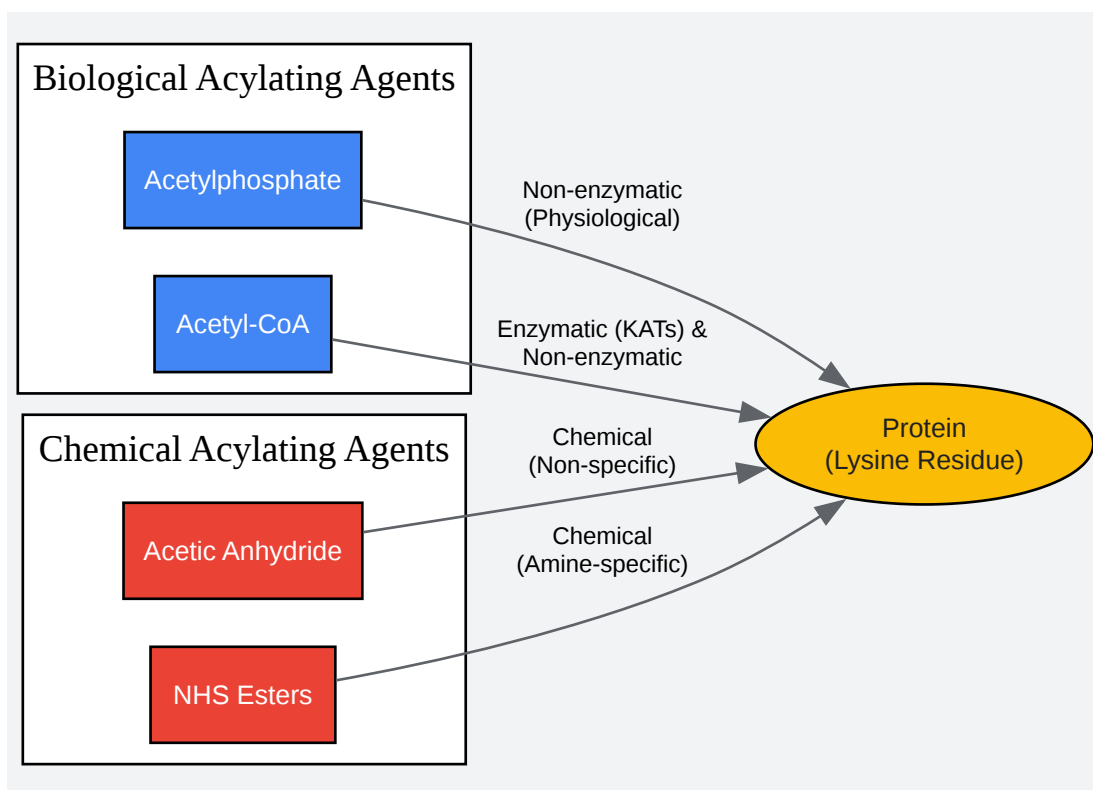 Biological Acylating Agents
Acetylphosphate
Non-enzymatic
(Physiological)
Acetyl-CoA
Enzymatic (KATs) &
Non-enzymatic
Chemical Acylating Agents
Acetic Anhydride
Chemical
(Non-specific)
NHS Esters
Chemical
(Amine-specific)
Protein
(Lysine Residue)